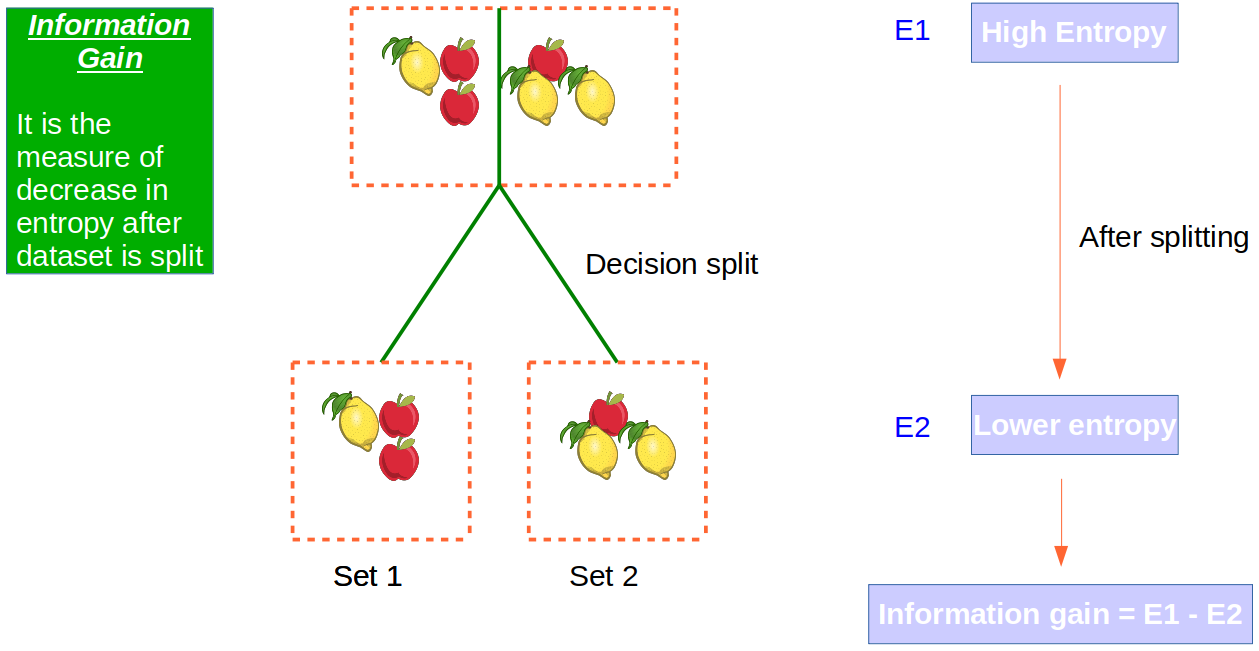 Information
Gain
It is the
measure of
decrease in
entropy after
dataset is split
Decision split
Set 1
Set 2
E1
High Entropy
After splitting
E2
Lower entropy
Information gain = E1 - E2